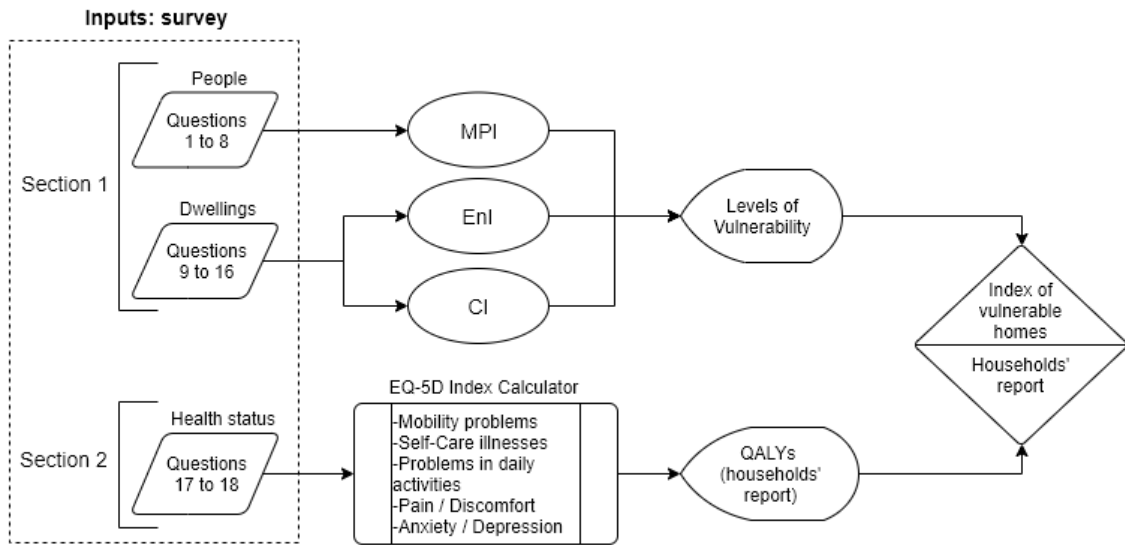 Inputs: survey
People
Questions
1 to 8
MPI
Section 1
Dwellings
Questions
9 to 16
EnI
CI
Levels of
Vulnerability
Index of
vulnerable
homes
Households'
report
EQ-5D Index Calculator
Section 2
Health status
Questions
17 to 18
-Mobility problems
-Self-Care illnesses
-Problems in daily
activities
-Pain / Discomfort
-Anxiety / Depression
QALYs
(households'
report)